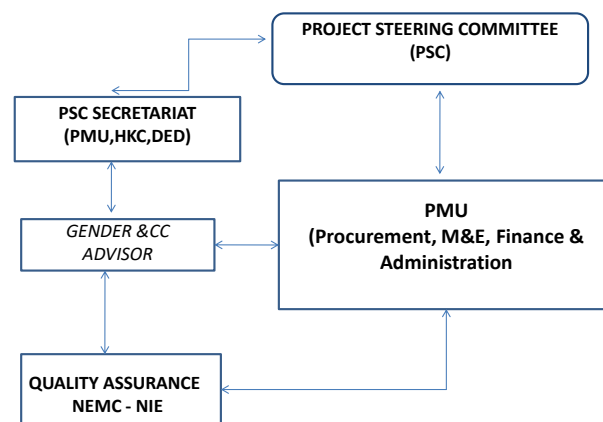 PROJECT STEERING COMMITTEE
(PSC)
PSC SECRETARIAT
(PMU,HKC,DED)
GENDER &CC
ADVISOR
PMU
(Procurement, M&E, Finance &
Administration
QUALITY ASSURANCE
NEMC - NIE